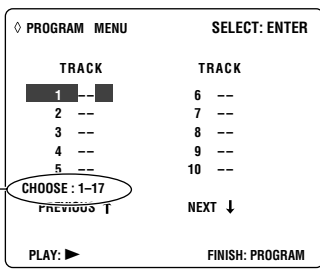 ◊ PROGRAM MENU SELECT: ENTER
TRACK TRACK
1 -- 6 --
2 -- 7 --
3 -- 8 --
4 -- 9 --
5 -- 10 --
CHOOSE : 1–17
PREVIOUS ↑ NEXT ↓
PLAY: ► FINISH: PROGRAM